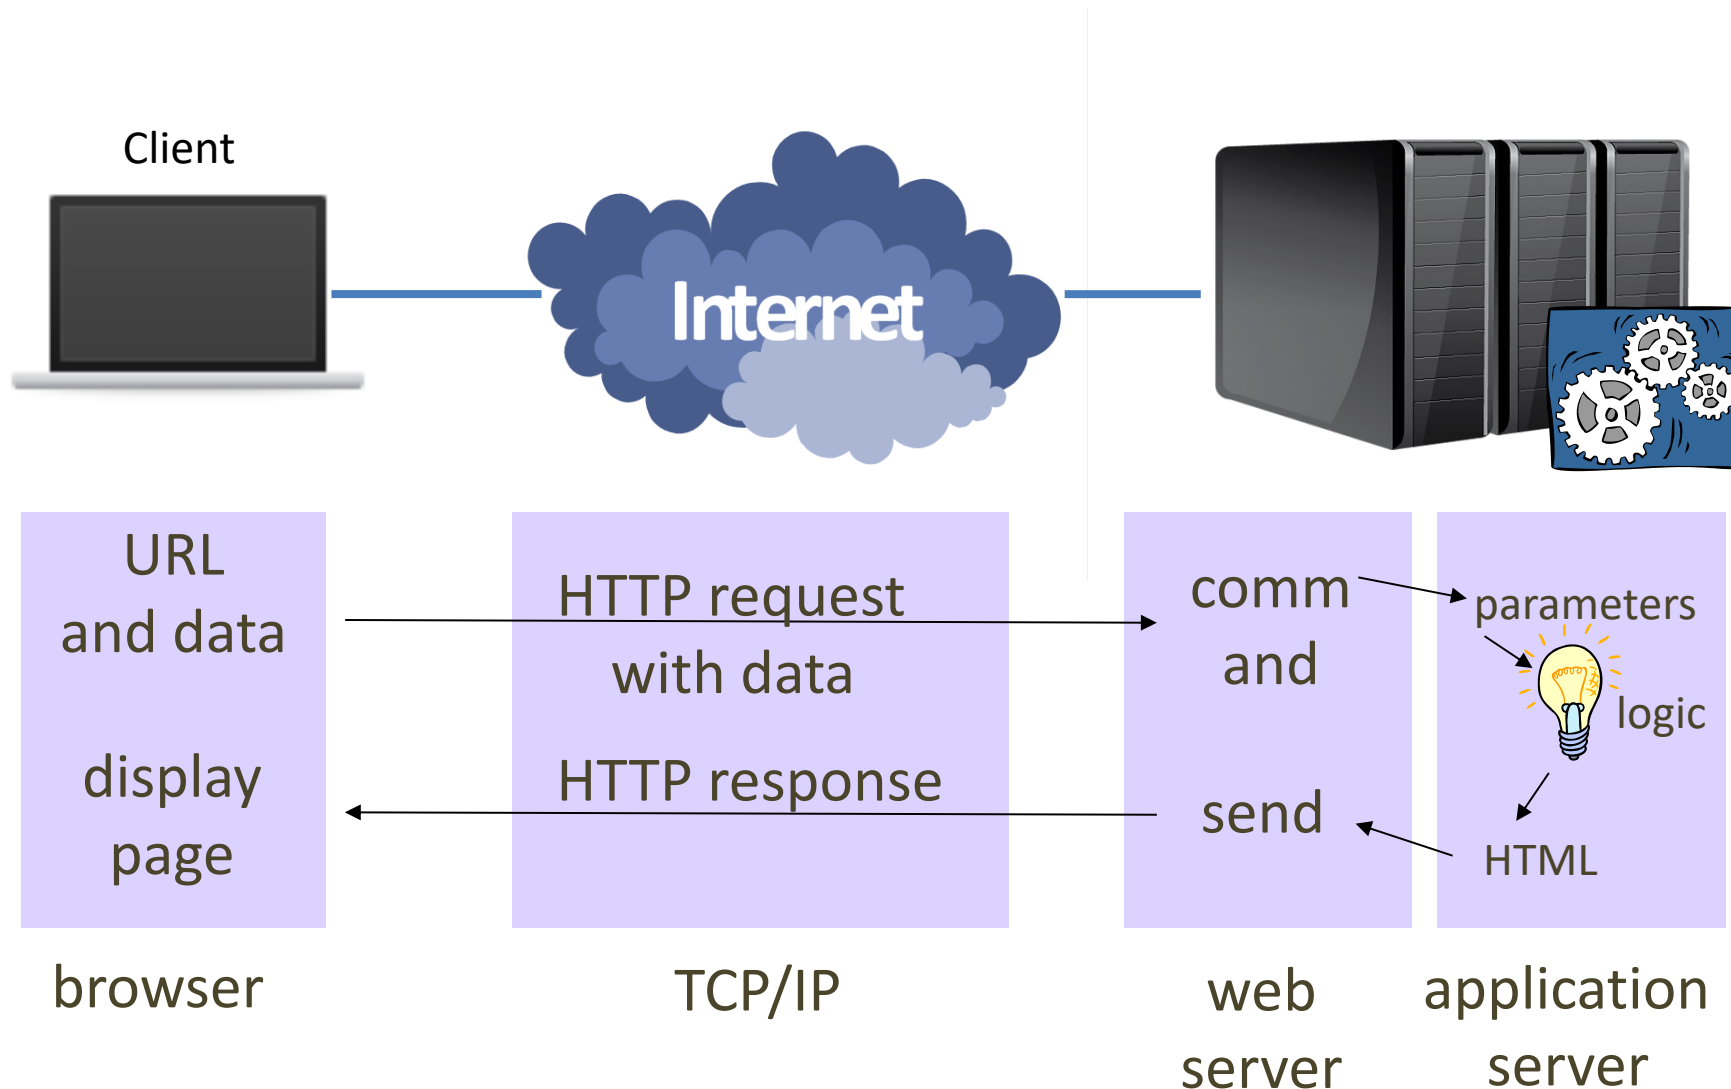 Client
Internet
URL
and data
display
page
HTTP request
with data
HTTP response
comm
and
send
parameters
logic
HTML
browser
TCP/IP
web
server
application
server